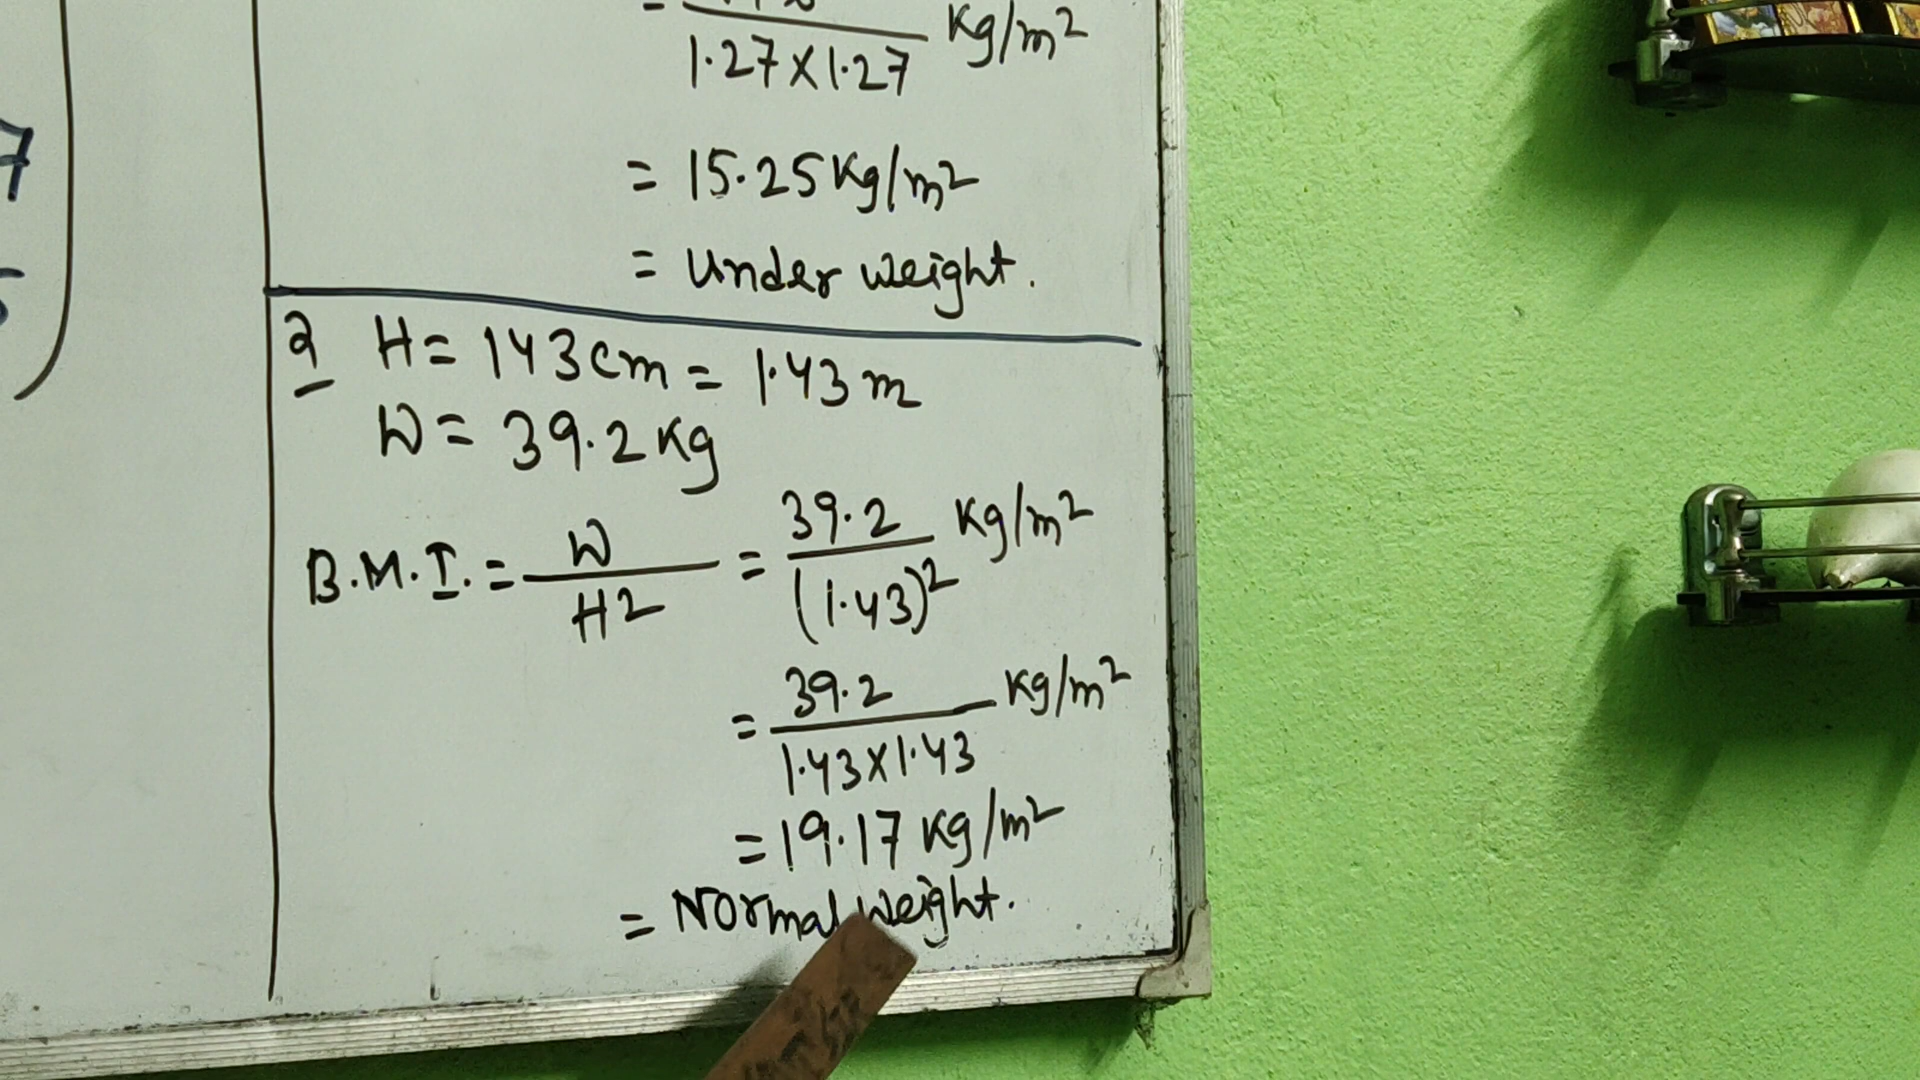 = Kg/m²
1.27×1.27
= 15.25 Kg/m²
= Under weight.
2 H = 143 cm = 1.43 m
W = 39.2 Kg
B.M.I. = W/H2 = 39.2/(1.43)² Kg/m²
= 39.2/1.43×1.43 Kg/m²
= 19.17 Kg/m²
= Normal Weight.
7
5